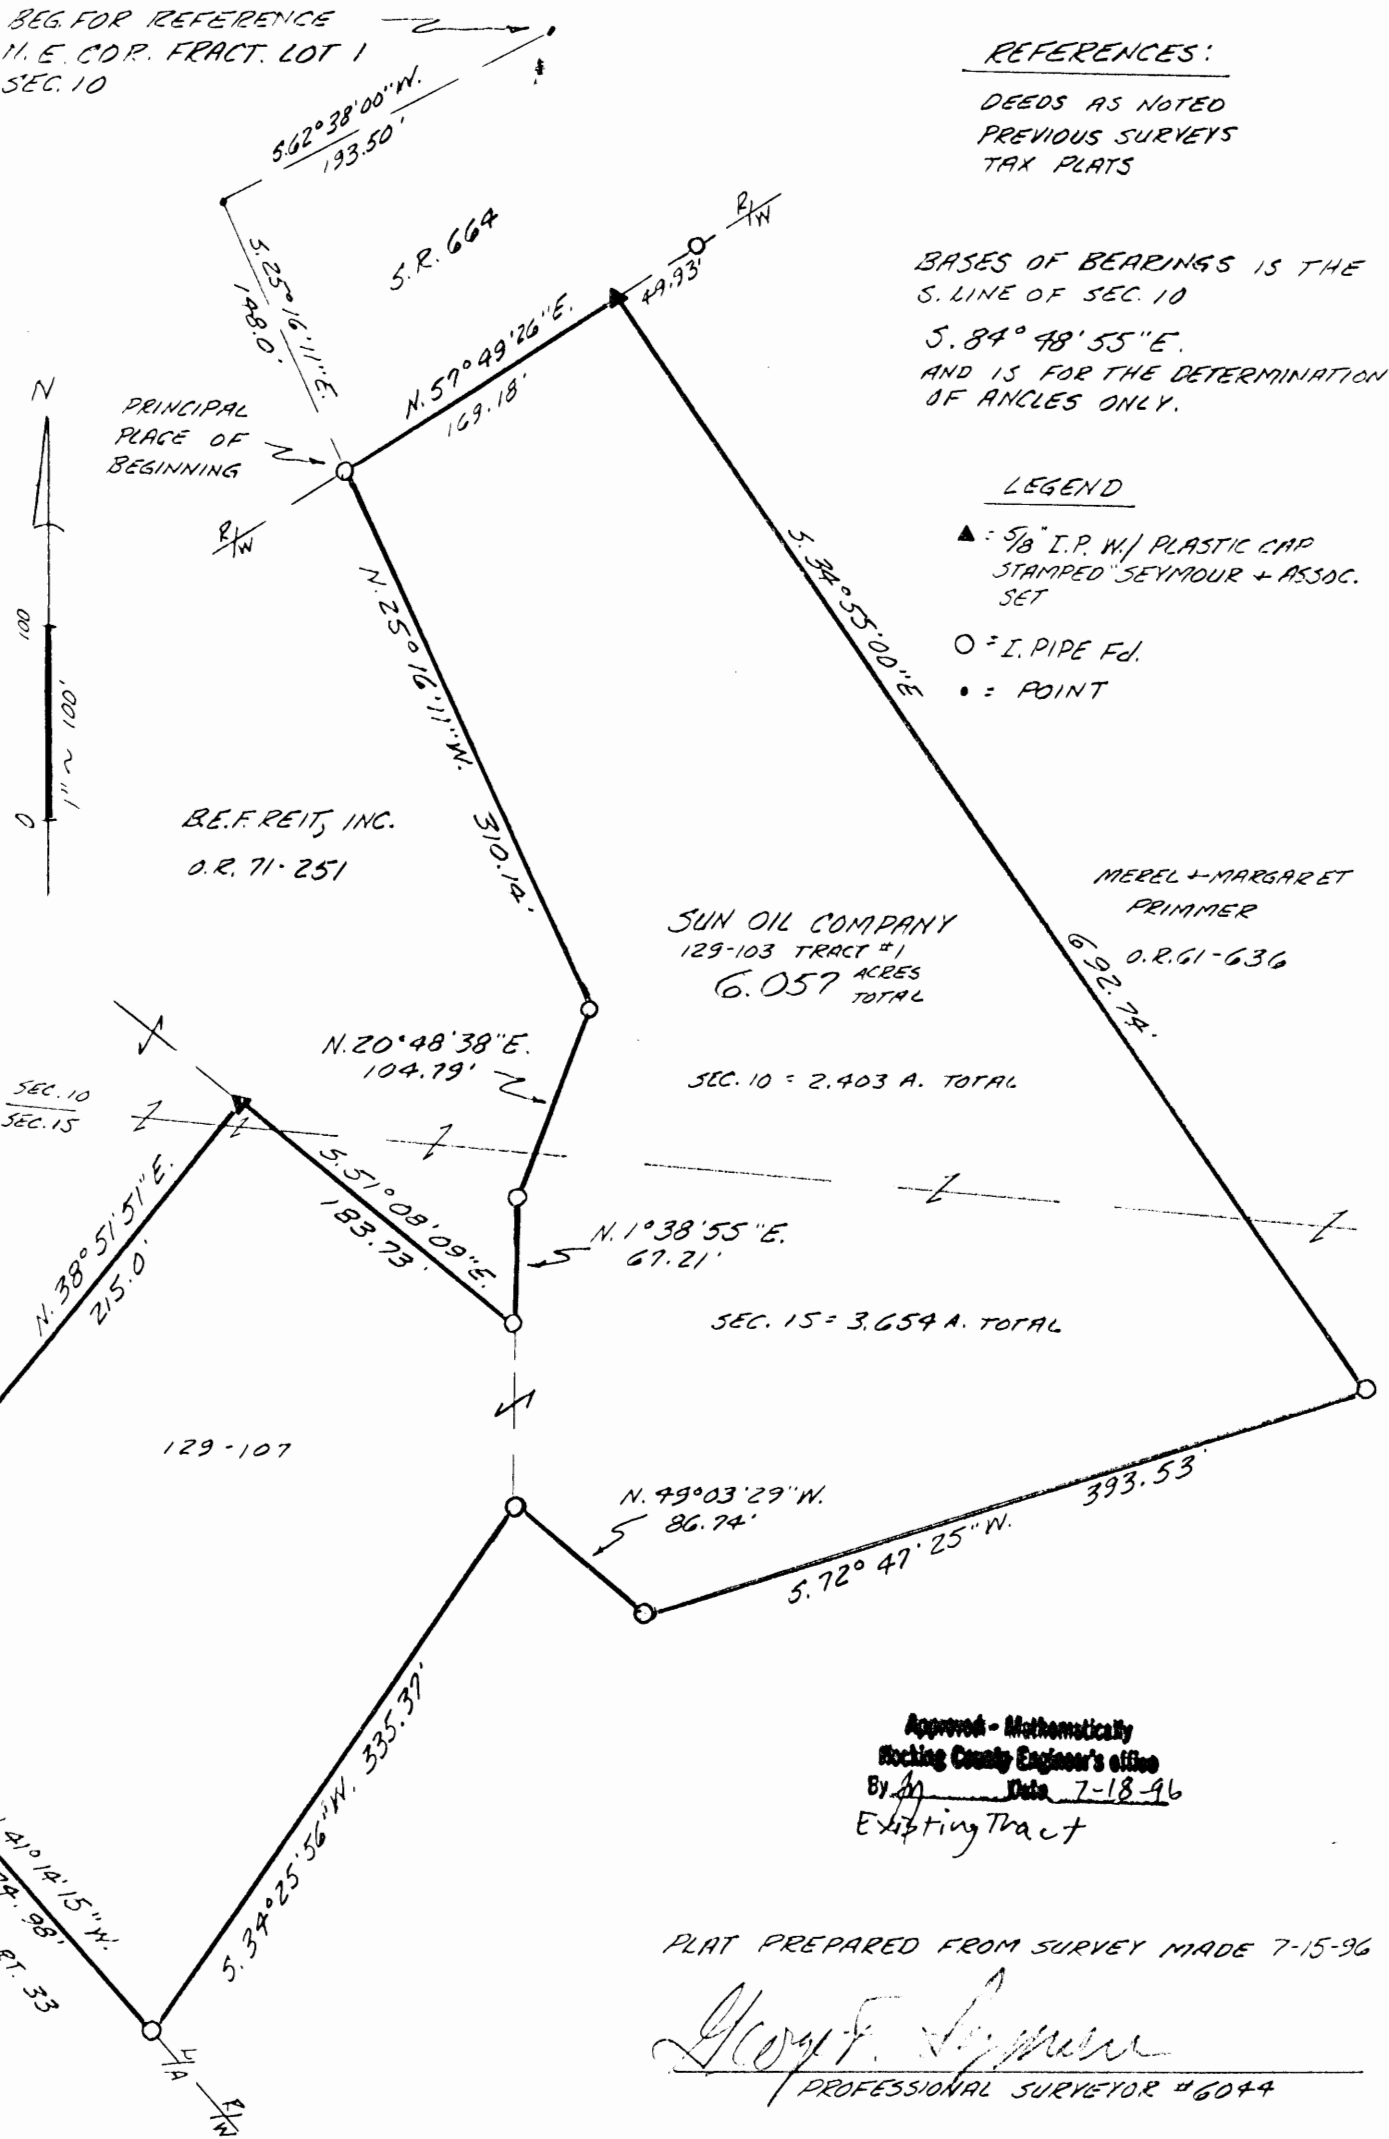 BEG. FOR REFERENCE
N.E. COR. FRACT. LOT 1
SEC. 10
S.62°38'00"W.
193.50'
S.R. 664
R/W
49.93'
S.25°16'11"E.
148.0'
N.57°49'26"E.
169.18'
N
PRINCIPAL
PLACE OF
BEGINNING
R/W
REFERENCES:
DEEDS AS NOTED
PREVIOUS SURVEYS
TAX PLATS
BASES OF BEARINGS IS THE
S. LINE OF SEC. 10
S.84°48'55"E.
AND IS FOR THE DETERMINATION
OF ANGLES ONLY.
LEGEND
▲ : 5/8" I.P. W/ PLASTIC CAP
STAMPED "SEYMOUR + ASSOC.
SET
O = I. PIPE Fd.
• = POINT
100
0
1" ~ 100'
N.25°16'11"W.
310.14'
S.34°55'00"E
692.74'
B.E.F. REIT, INC.
O.R. 71-251
SUN OIL COMPANY
129-103 TRACT #1
6.057 ACRES
TOTAL
MEREL + MARGARET
PRIMMER
O.R.61-636
N.20°48'38"E.
104.79'
SEC. 10 = 2.403 A. TOTAL
SEC. 10
SEC. 15
S.51°08'09"E.
183.73'
N.38°51'51"E.
215.0'
N.1°38'55"E.
67.21'
SEC. 15 = 3.654 A. TOTAL
129-107
N.49°03'29"W.
86.74'
S.72°47'25"W.
393.53'
S.34°25'56"W. 335.37'
41°14'15"W.
74.98'
RT. 33
L/A
R/W
Approved - Mathematically
Hocking County Engineer's office
By Date 7-18-96
Existing Tract
PLAT PREPARED FROM SURVEY MADE 7-15-96
George F. Seymour
PROFESSIONAL SURVEYOR #6044